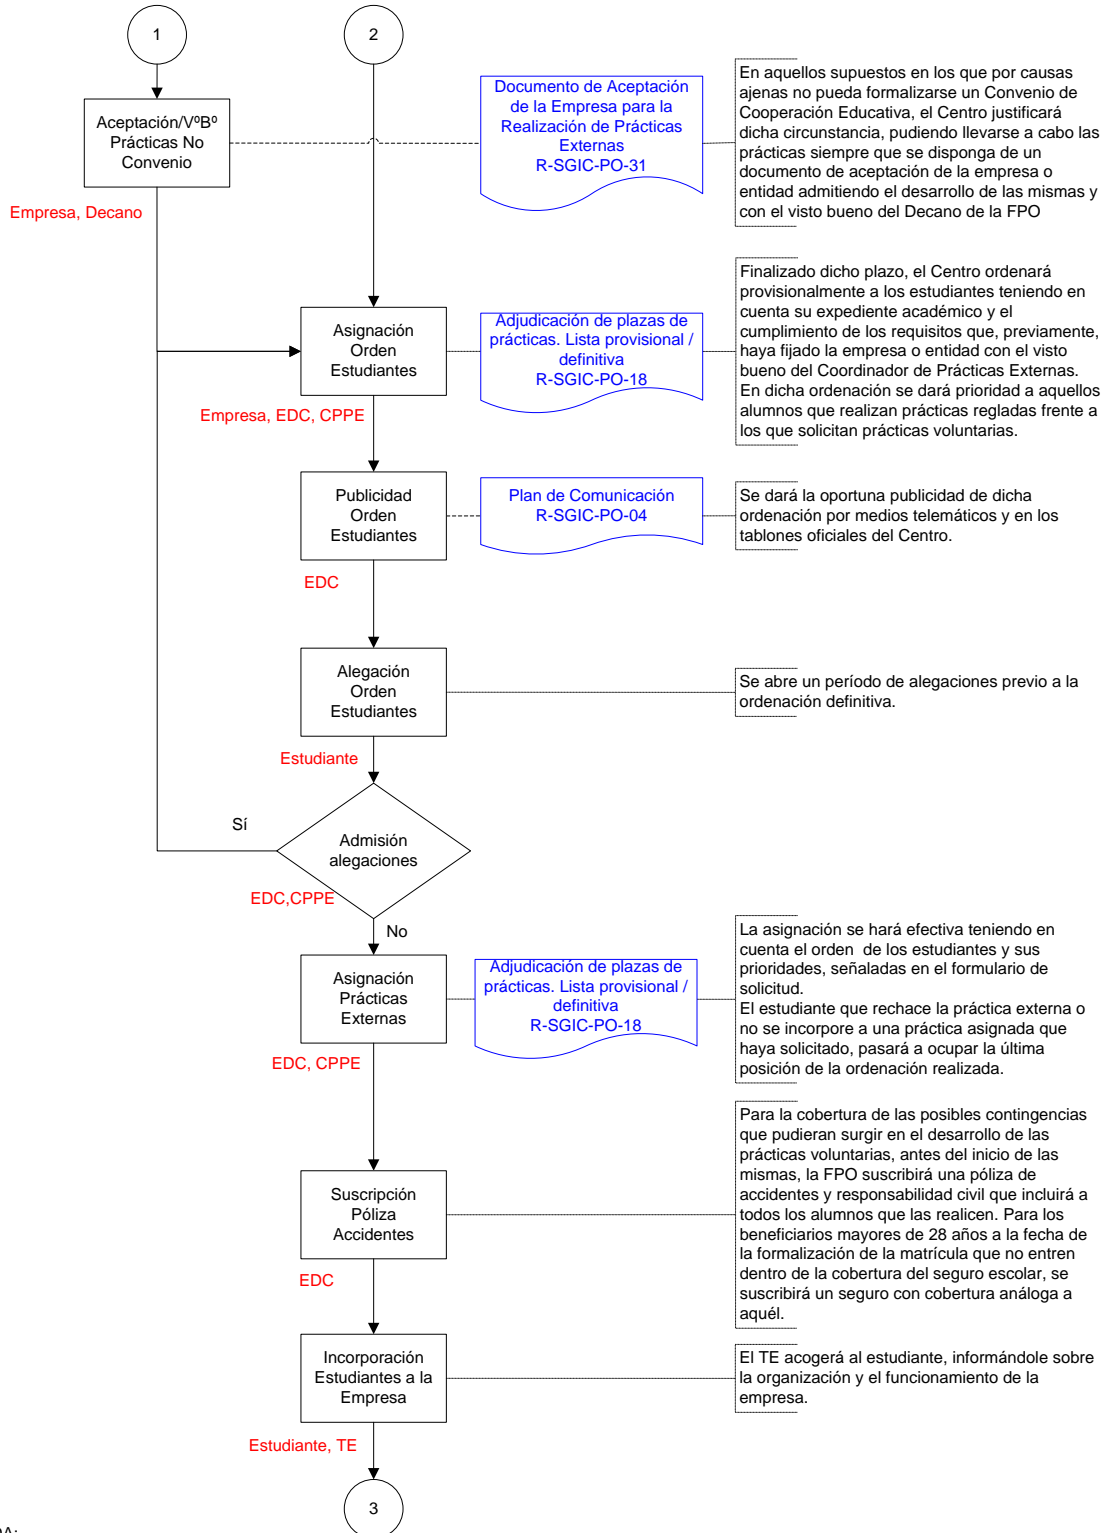 1
2
Aceptación/VºBº
Prácticas No
Convenio
Empresa, Decano
Documento de Aceptación
de la Empresa para la
Realización de Prácticas
Externas
R-SGIC-PO-31
En aquellos supuestos en los que por causas
ajenas no pueda formalizarse un Convenio de
Cooperación Educativa, el Centro justificará
dicha circunstancia, pudiendo llevarse a cabo las
prácticas siempre que se disponga de un
documento de aceptación de la empresa o
entidad admitiendo el desarrollo de las mismas y
con el visto bueno del Decano de la FPO
Asignación
Orden
Estudiantes
Empresa, EDC, CPPE
Adjudicación de plazas de
prácticas. Lista provisional /
definitiva
R-SGIC-PO-18
Finalizado dicho plazo, el Centro ordenará
provisionalmente a los estudiantes teniendo en
cuenta su expediente académico y el
cumplimiento de los requisitos que, previamente,
haya fijado la empresa o entidad con el visto
bueno del Coordinador de Prácticas Externas.
En dicha ordenación se dará prioridad a aquellos
alumnos que realizan prácticas regladas frente a
los que solicitan prácticas voluntarias.
Publicidad
Orden
Estudiantes
EDC
Plan de Comunicación
R-SGIC-PO-04
Se dará la oportuna publicidad de dicha
ordenación por medios telemáticos y en los
tablones oficiales del Centro.
Alegación
Orden
Estudiantes
Estudiante
Se abre un período de alegaciones previo a la
ordenación definitiva.
Sí
Admisión
alegaciones
EDC,CPPE
No
Asignación
Prácticas
Externas
EDC, CPPE
Adjudicación de plazas de
prácticas. Lista provisional /
definitiva
R-SGIC-PO-18
La asignación se hará efectiva teniendo en
cuenta el orden de los estudiantes y sus
prioridades, señaladas en el formulario de
solicitud.
El estudiante que rechace la práctica externa o
no se incorpore a una práctica asignada que
haya solicitado, pasará a ocupar la última
posición de la ordenación realizada.
Suscripción
Póliza
Accidentes
EDC
Para la cobertura de las posibles contingencias
que pudieran surgir en el desarrollo de las
prácticas voluntarias, antes del inicio de las
mismas, la FPO suscribirá una póliza de
accidentes y responsabilidad civil que incluirá a
todos los alumnos que las realicen. Para los
beneficiarios mayores de 28 años a la fecha de
la formalización de la matrícula que no entren
dentro de la cobertura del seguro escolar, se
suscribirá un seguro con cobertura análoga a
aquél.
Incorporación
Estudiantes a la
Empresa
Estudiante, TE
El TE acogerá al estudiante, informándole sobre
la organización y el funcionamiento de la
empresa.
3